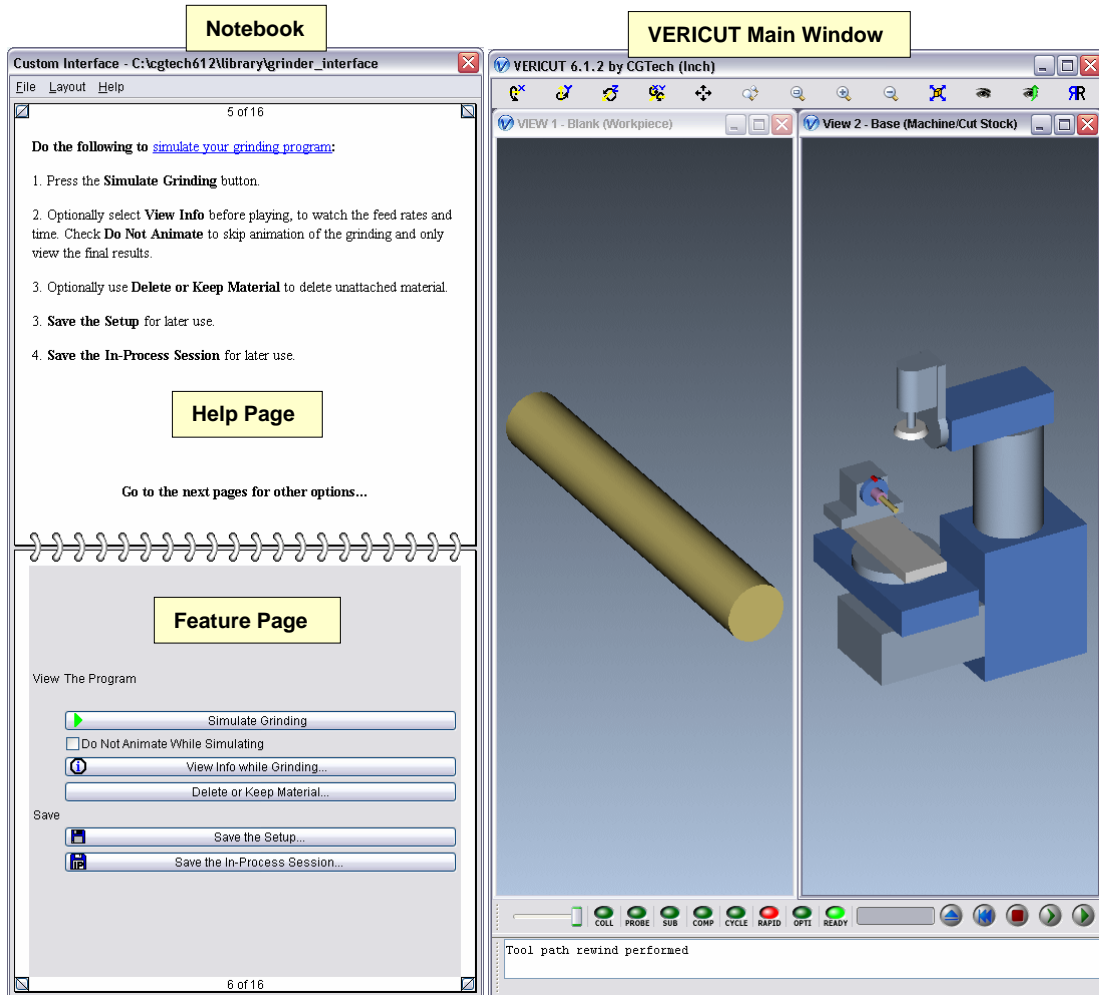 Notebook
VERICUT Main Window
Custom Interface - C:\cgtech612\library\grinder_interface
File Layout Help
5 of 16
Do the following to simulate your grinding program:
1. Press the Simulate Grinding button.
2. Optionally select View Info before playing, to watch the feed rates and
time. Check Do Not Animate to skip animation of the grinding and only
view the final results.
3. Optionally use Delete or Keep Material to delete unattached material.
3. Save the Setup for later use.
4. Save the In-Process Session for later use.
Help Page
Go to the next pages for other options...
Feature Page
View The Program
Simulate Grinding
Do Not Animate While Simulating
View Info while Grinding...
Delete or Keep Material...
Save
Save the Setup...
IP
Save the In-Process Session...
6 of 16
VERICUT 6.1.2 by CGTech (Inch)
VIEW 1 - Blank (Workpiece)
View 2 - Base (Machine/Cut Stock)
COLL PROBE SUB COMP CYCLE RAPID OPTI READY
Tool path rewind performed